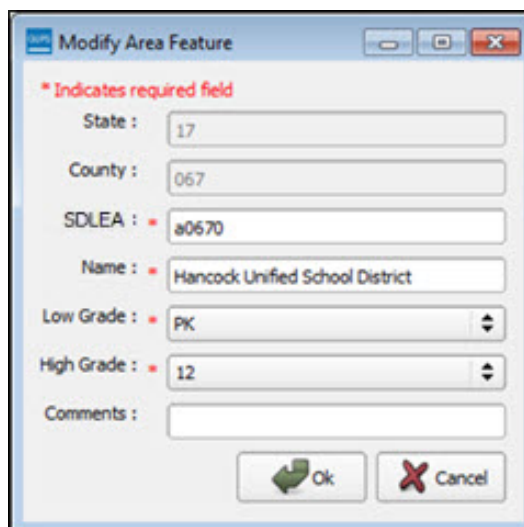 GUPS Modify Area Feature
* Indicates required field
State : 17
County : 067
SDLEA : * a0670
Name : * Hancock Unified School District
Low Grade : * PK
High Grade : * 12
Comments :
Ok Cancel